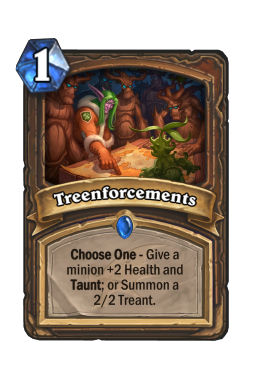 1
Treenforcements
Choose One - Give a
minion +2 Health and
Taunt; or Summon a
2/2 Treant.